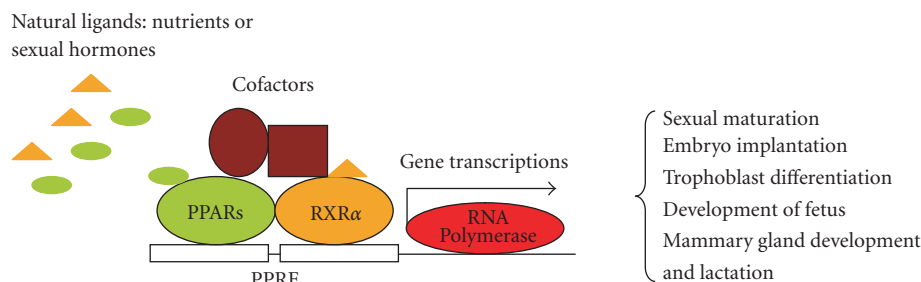 Natural ligands: nutrients or
sexual hormones
Cofactors
Gene transcriptions
PPARs
RXRα
RNA
Polymerase
PPRE
Sexual maturation
Embryo implantation
Trophoblast differentiation
Development of fetus
Mammary gland development
and lactation